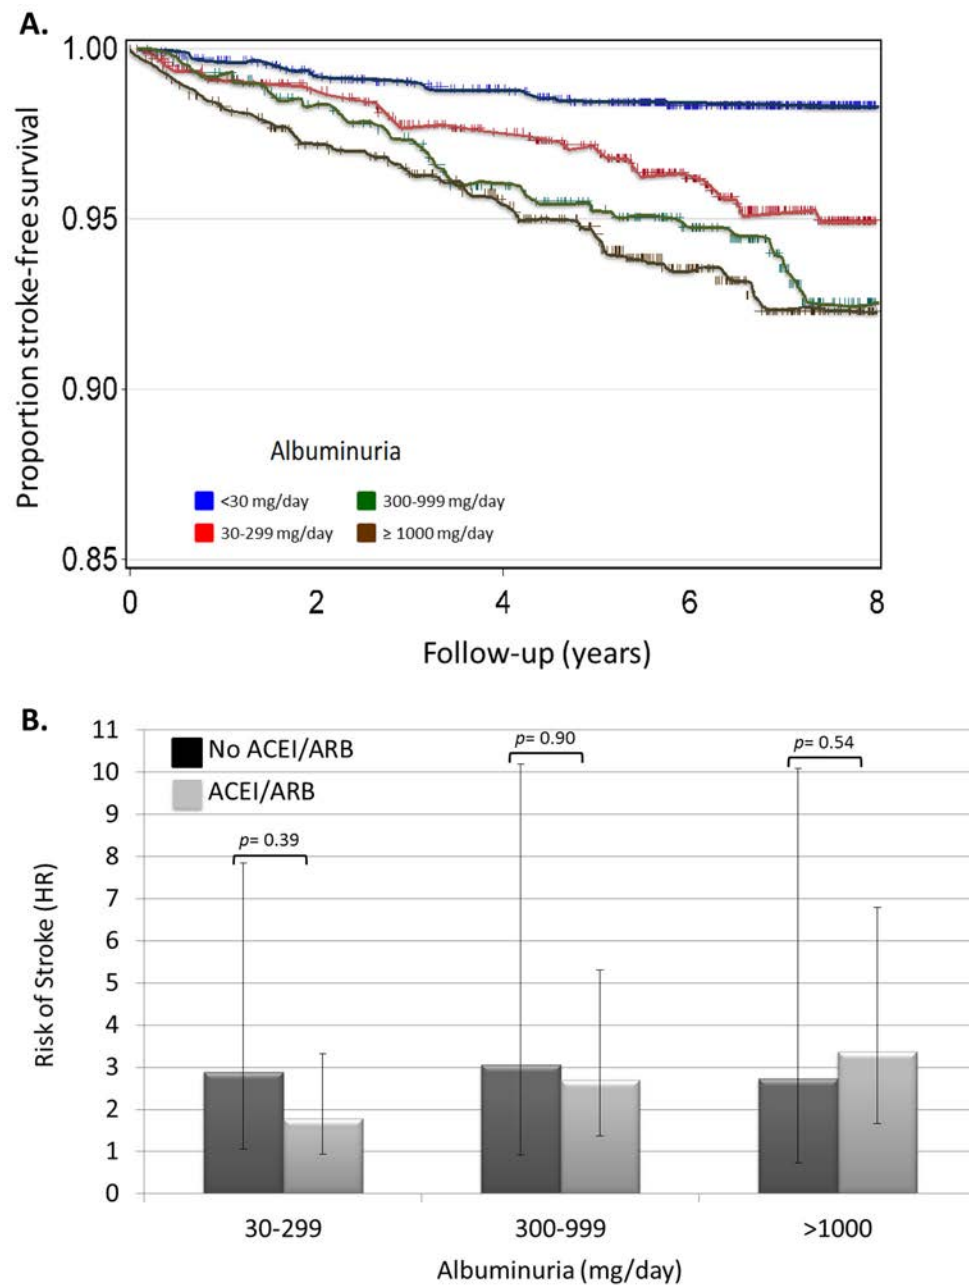 A.
Proportion stroke-free survival
1.00
0.95
0.90
0.85
Albuminuria
<30 mg/day
300-999 mg/day
30-299 mg/day
≥ 1000 mg/day
0 2 4 6 8
Follow-up (years)
B.
Risk of Stroke (HR)
11
10
9
8
7
6
5
4
3
2
1
0
No ACEI/ARB
ACEI/ARB
p= 0.39
p= 0.90
p= 0.54
30-299 300-999 >1000
Albuminuria (mg/day)